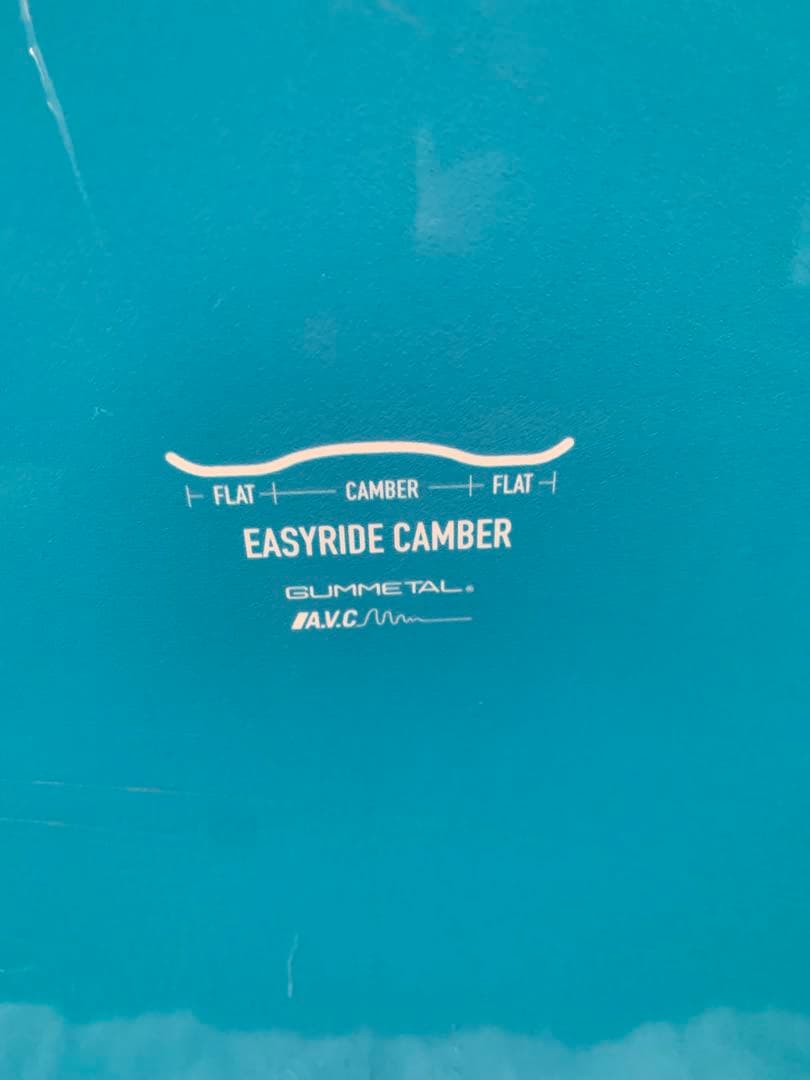 FLAT CAMBER FLAT
EASYRIDE CAMBER
GUMMETAL®
A.V.C